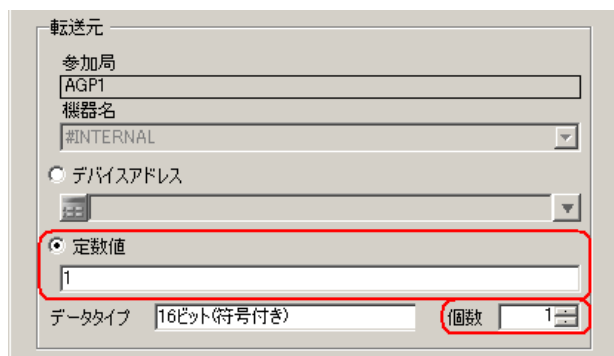 転送元
参加局
AGP1
機器名
#INTERNAL
デバイスアドレス
定数値
1
データタイプ 16ビット(符号付き) 個数 1